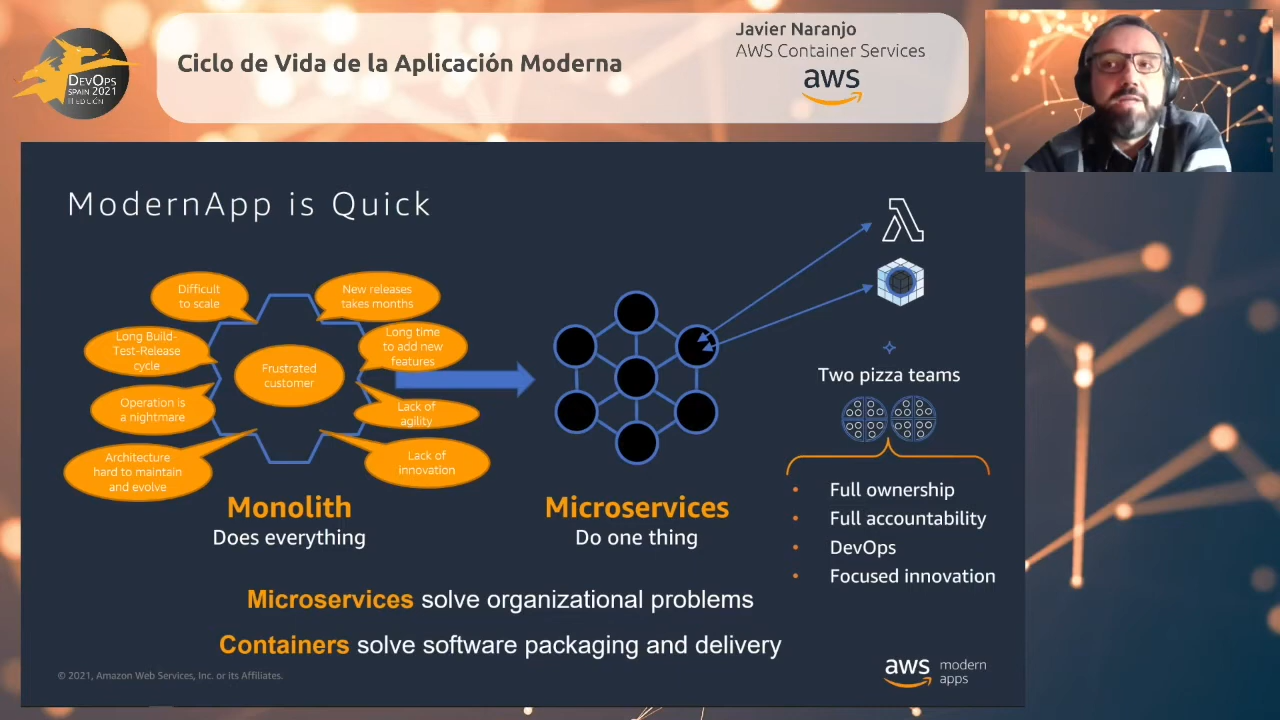 DEVOPS
SPAIN 2021
III EDICIÓN
Ciclo de Vida de la Aplicación Moderna
Javier Naranjo
AWS Container Services
aws
ModernApp is Quick
Difficult
to scale
New releases
takes months
Long Build-
Test-Release
cycle
Long time
to add new
features
Frustrated
customer
Operation is
a nightmare
Lack of
agility
Architecture
hard to maintain
and evolve
Lack of
innovation
Monolith
Does everything
Microservices
Do one thing
Two pizza teams
• Full ownership
• Full accountability
• DevOps
• Focused innovation
Microservices solve organizational problems
Containers solve software packaging and delivery
© 2021, Amazon Web Services, Inc. or its Affiliates.
aws modern
apps